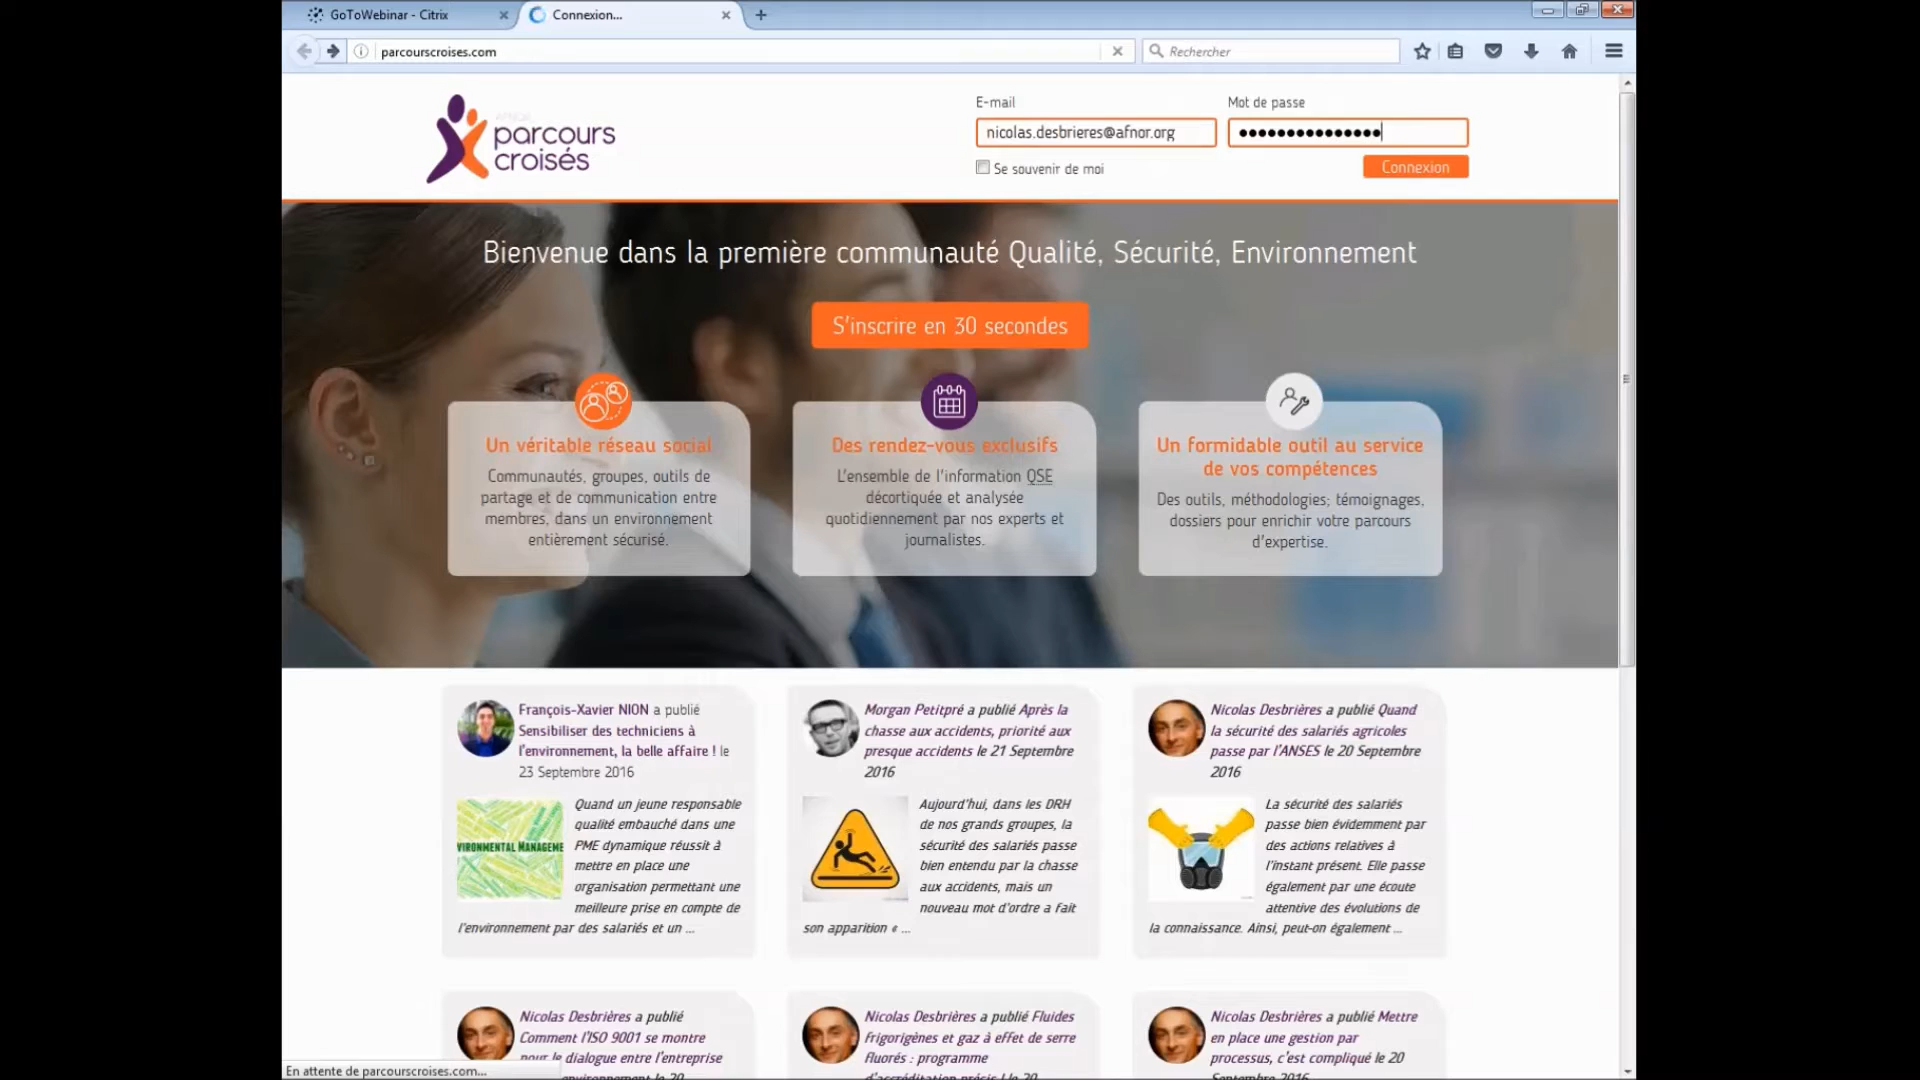 GoToWebinar - Citrix
Connexion...
parcourscroises.com
Rechercher
AFNOR
parcours
croisés
E-mail
Mot de passe
nicolas.desbrieres@afnor.org
●●●●●●●●●●●●●●●
Se souvenir de moi
Connexion
Bienvenue dans la première communauté Qualité, Sécurité, Environnement
S'inscrire en 30 secondes
Un véritable réseau social
Communautés, groupes, outils de
partage et de communication entre
membres, dans un environnement
entièrement sécurisé.
Des rendez-vous exclusifs
L'ensemble de l'information QSE
décortiquée et analysée
quotidiennement par nos experts et
journalistes.
Un formidable outil au service
de vos compétences
Des outils, méthodologies; témoignages,
dossiers pour enrichir votre parcours
d'expertise.
François-Xavier NION a publié
Sensibiliser des techniciens à
l'environnement, la belle affaire ! le
23 Septembre 2016
VIRONMENTAL MANAGEME
Quand un jeune responsable
qualité embauché dans une
PME dynamique réussit à
mettre en place une
organisation permettant une
meilleure prise en compte de
l'environnement par des salariés et un ...
Morgan Petitpré a publié Après la
chasse aux accidents, priorité aux
presque accidents le 21 Septembre
2016
Aujourd'hui, dans les DRH
de nos grands groupes, la
sécurité des salariés passe
bien entendu par la chasse
aux accidents, mais un
nouveau mot d'ordre a fait
son apparition « ...
Nicolas Desbrières a publié Quand
la sécurité des salariés agricoles
passe par l'ANSES le 20 Septembre
2016
La sécurité des salariés
passe bien évidemment par
des actions relatives à
l'instant présent. Elle passe
également par une écoute
attentive des évolutions de
la connaissance. Ainsi, peut-on également ...
Nicolas Desbrières a publié
Comment l'ISO 9001 se montre
pour le dialogue entre l'entreprise
environnement le 20
Nicolas Desbrières a publié Fluides
frigorigènes et gaz à effet de serre
fluorés : programme
d'accréditation précis ! le 20
Nicolas Desbrières a publié Mettre
en place une gestion par
processus, c'est compliqué le 20
Septembre 2016
En attente de parcourscroises.com...